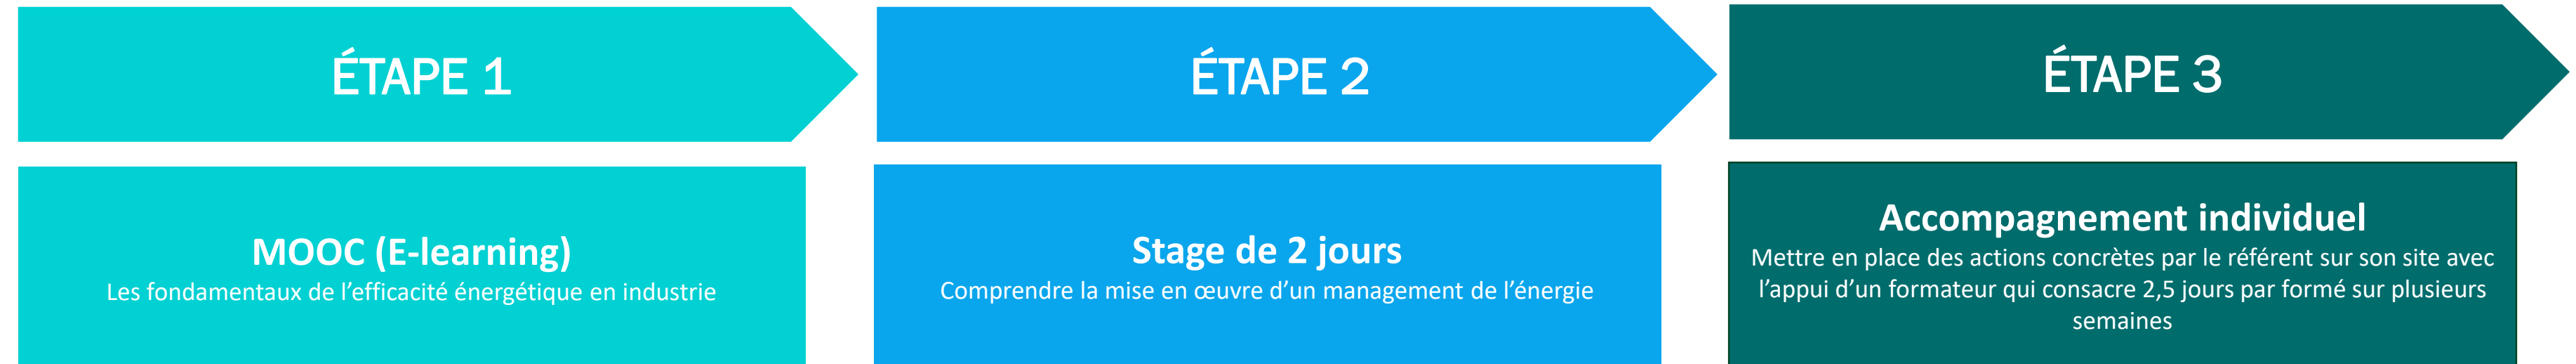 ÉTAPE 1
ÉTAPE 2
ÉTAPE 3
MOOC (E-learning)
Les fondamentaux de l’efficacité énergétique en industrie
Stage de 2 jours
Comprendre la mise en œuvre d’un management de l’énergie
Accompagnement individuel
Mettre en place des actions concrètes par le référent sur son site avec
l’appui d’un formateur qui consacre 2,5 jours par formé sur plusieurs
semaines